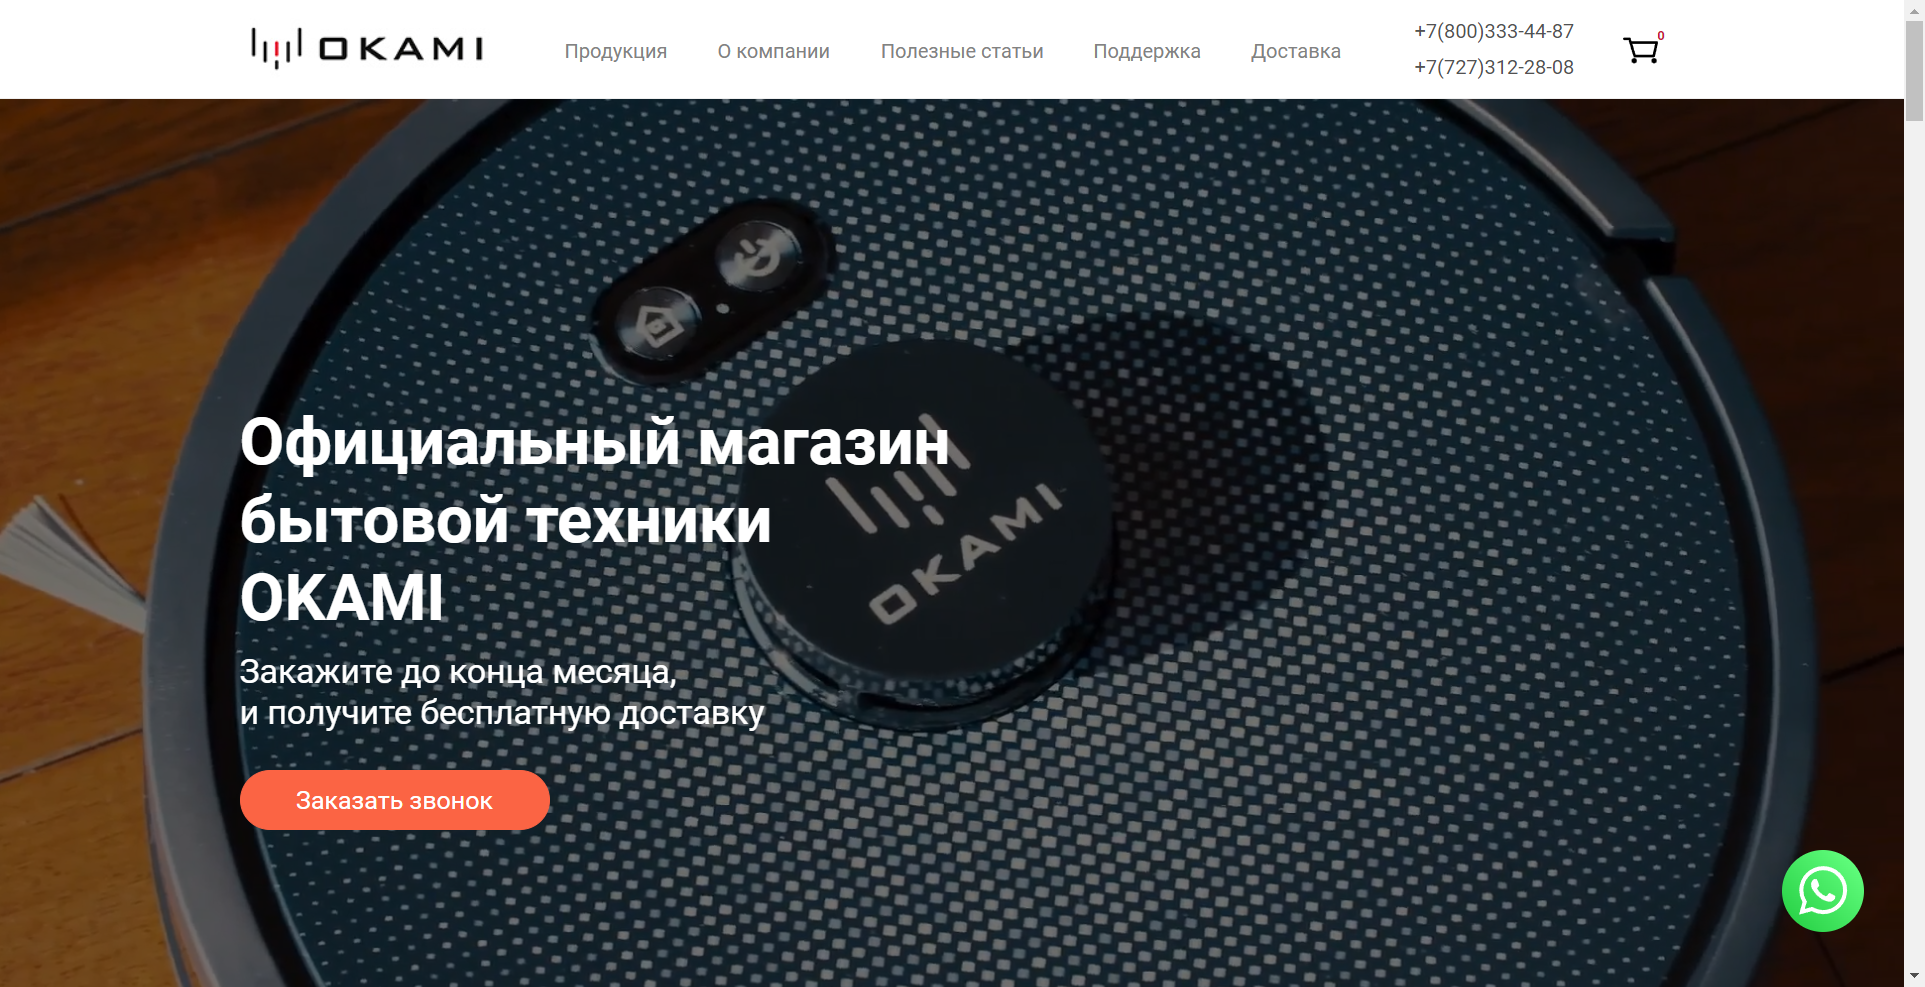 OKAMI
Продукция
О компании
Полезные статьи
Поддержка
Доставка
+7(800)333-44-87
+7(727)312-28-08
0
OKAMI
Официальный магазин
бытовой техники
OKAMI
Закажите до конца месяца,
и получите бесплатную доставку
Заказать звонок